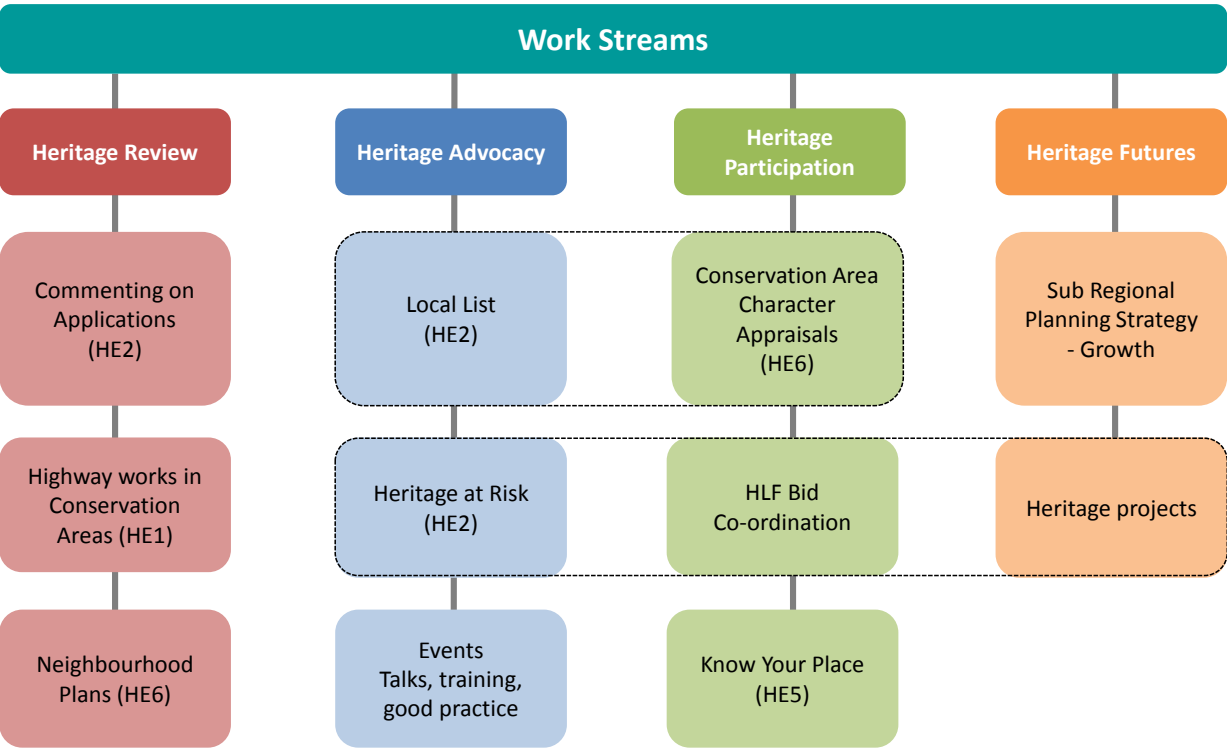 Work Streams
Heritage Review
Heritage Advocacy
Heritage
Participation
Heritage Futures
Commenting on
Applications
(HE2)
Local List
(HE2)
Conservation Area
Character
Appraisals
(HE6)
Sub Regional
Planning Strategy
- Growth
Highway works in
Conservation
Areas (HE1)
Heritage at Risk
(HE2)
HLF Bid
Co-ordination
Heritage projects
Neighbourhood
Plans (HE6)
Events
Talks, training,
good practice
Know Your Place
(HE5)